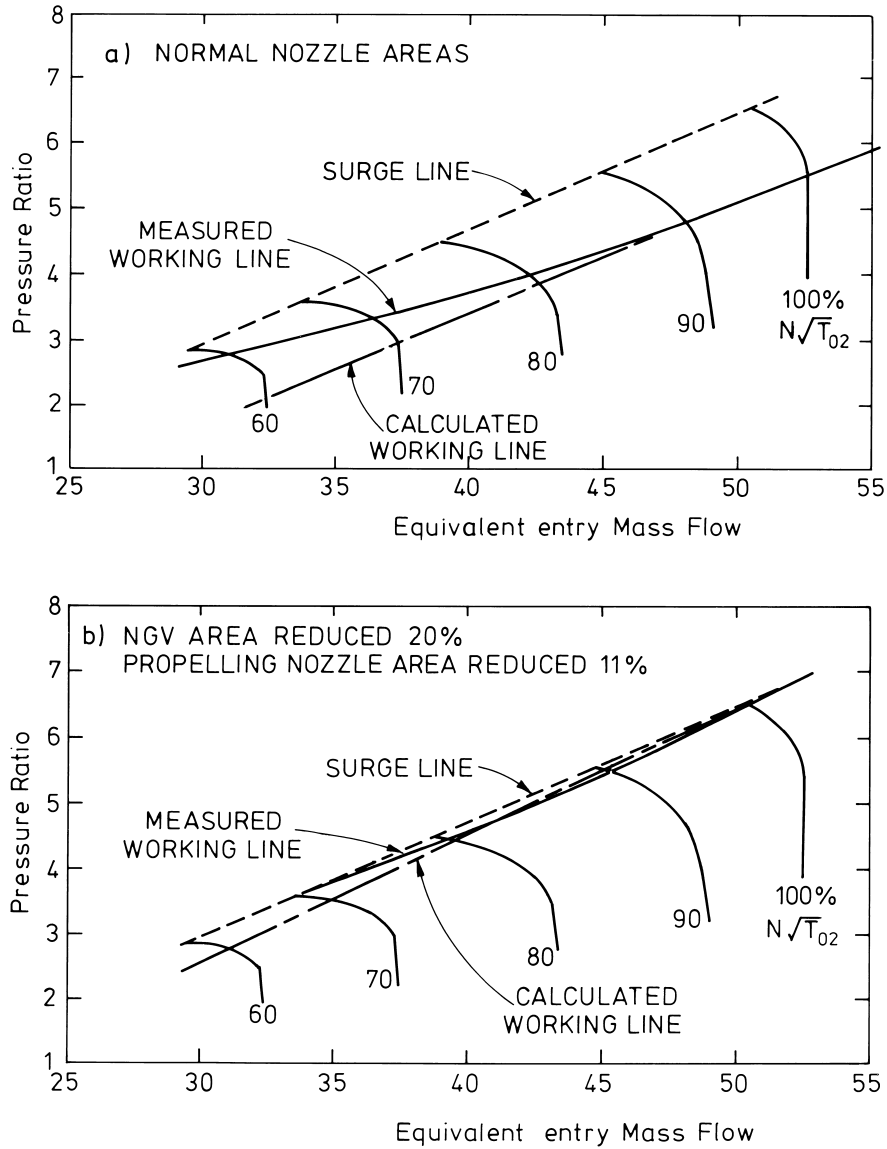 8
a) NORMAL NOZZLE AREAS
7
6
SURGE LINE
5
MEASURED
WORKING LINE
4
3
2
1
Pressure Ratio
100%
N√T02
90
80
70
60
CALCULATED
WORKING LINE
25 30 35 40 45 50 55
Equivalent entry Mass Flow
8
b) NGV AREA REDUCED 20%
PROPELLING NOZZLE AREA REDUCED 11%
7
6
SURGE LINE
5
MEASURED
WORKING LINE
4
3
2
1
Pressure Ratio
100%
N√T02
90
80
70
60
CALCULATED
WORKING LINE
25 30 35 40 45 50 55
Equivalent entry Mass Flow